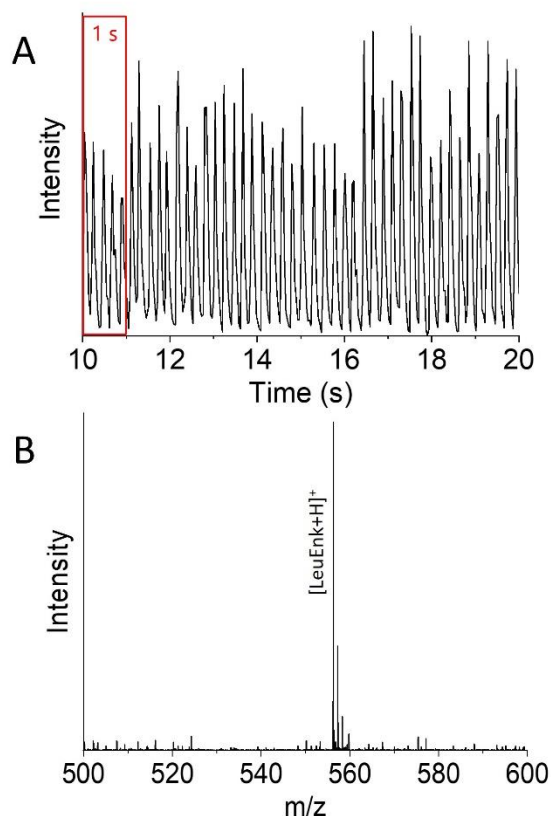 A
1 s
Intensity
10 12 14 16 18 20
Time (s)
B
[LeuEnk+H]⁺
Intensity
500 520 540 560 580 600
m/z